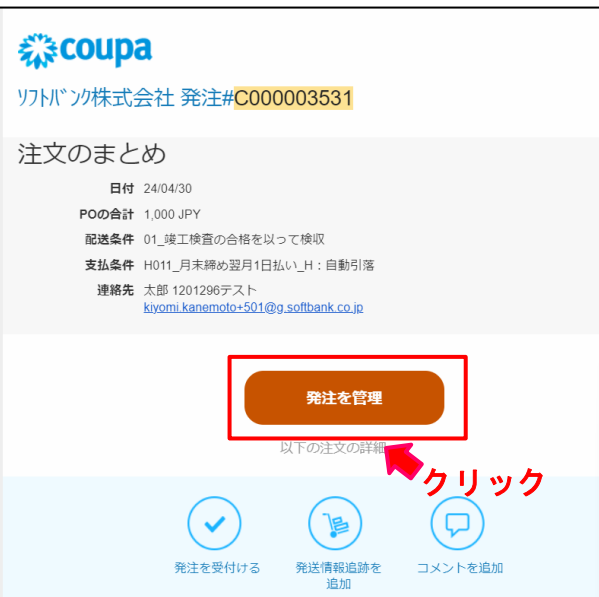 coupa
ソフトバンク株式会社 発注#C000003531
注文のまとめ
日付 24/04/30
POの合計 1,000 JPY
配送条件 01_竣工検査の合格を以って検収
支払条件 H011_月末締め翌月1日払い_H：自動引落
連絡先 太郎 1201296テスト
kiyomi.kanemoto+501@g.softbank.co.jp
発注を管理
以下の注文の詳細
クリック
発注を受付ける 発送情報追跡を コメントを追加
追加